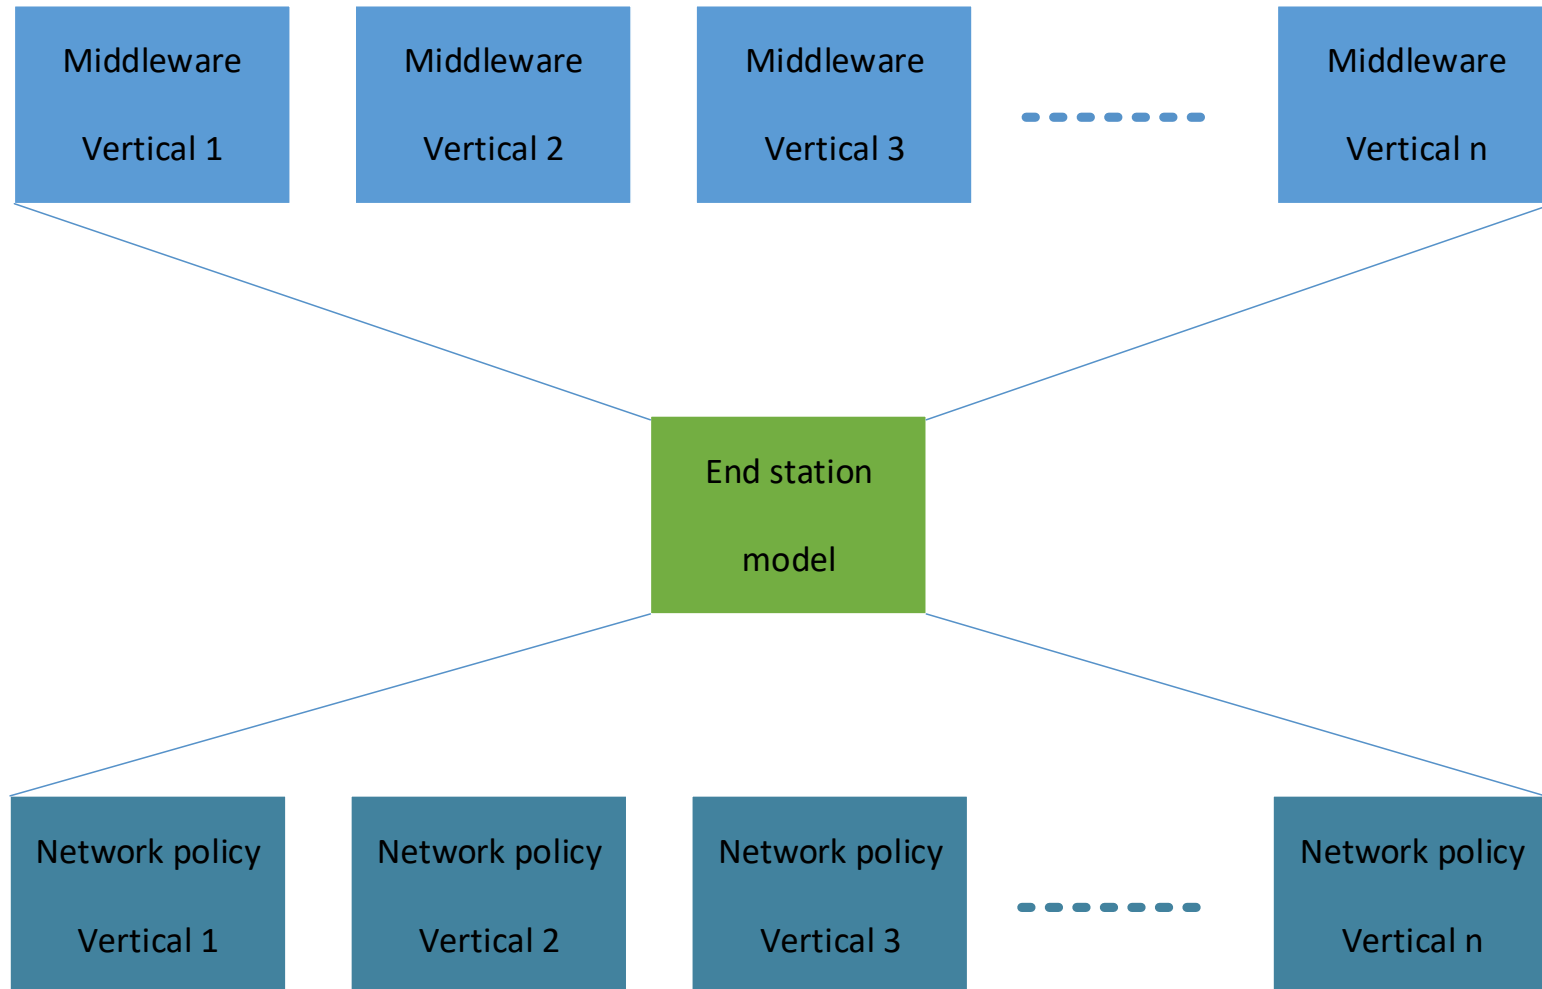 Middleware
Vertical 1
Middleware
Vertical 2
Middleware
Vertical 3
Middleware
Vertical n
End station
model
Network policy
Vertical 1
Network policy
Vertical 2
Network policy
Vertical 3
Network policy
Vertical n